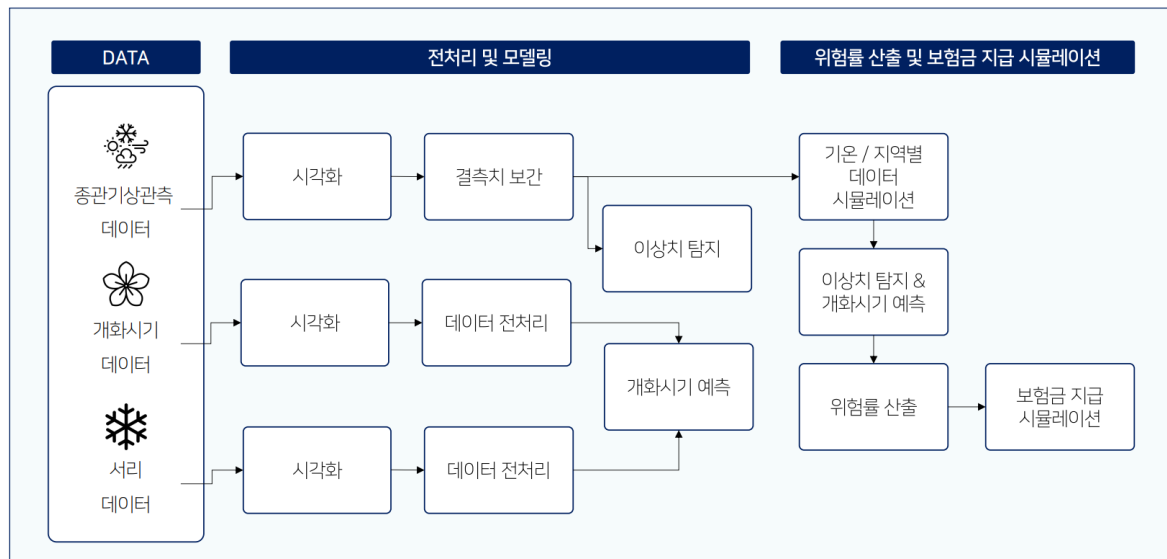 DATA
전처리 및 모델링
위험률 산출 및 보험금 지급 시뮬레이션
종관기상관측
데이터
시각화
결측치 보간
이상치 탐지
기온 / 지역별
데이터
시뮬레이션
개화시기
데이터
시각화
데이터 전처리
개화시기 예측
이상치 탐지 &
개화시기 예측
서리
데이터
시각화
데이터 전처리
위험률 산출
보험금 지급
시뮬레이션